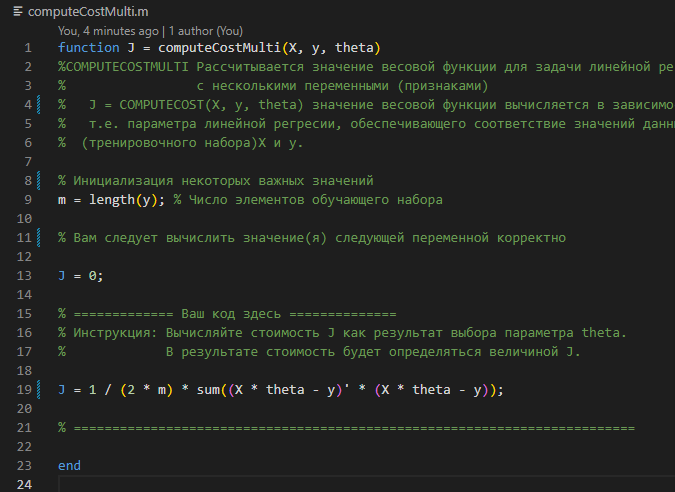 computeCostMulti.m
You, 4 minutes ago | 1 author (You)
1 function J = computeCostMulti(X, y, theta)
2 %COMPUTECOSTMULTI Рассчитывается значение весовой функции для задачи линейной ре
3 % с несколькими переменными (признаками)
4 % J = COMPUTECOST(X, y, theta) значение весовой функции вычисляется в зависимо
5 % т.е. параметра линейной регресии, обеспечивающего соответствие значений данн
6 % (тренировочного набора)X и y.
7
8 % Инициализация некоторых важных значений
9 m = length(y); % Число элементов обучающего набора
10
11 % Вам следует вычислить значение(я) следующей переменной корректно
12
13 J = 0;
14
15 % ============= Ваш код здесь ==============
16 % Инструкция: Вычисляйте стоимость J как результат выбора параметра theta.
17 % В результате стоимость будет определяться величиной J.
18
19 J = 1 / (2 * m) * sum((X * theta - y)' * (X * theta - y));
20
21 % =========================================================================
22
23 end
24